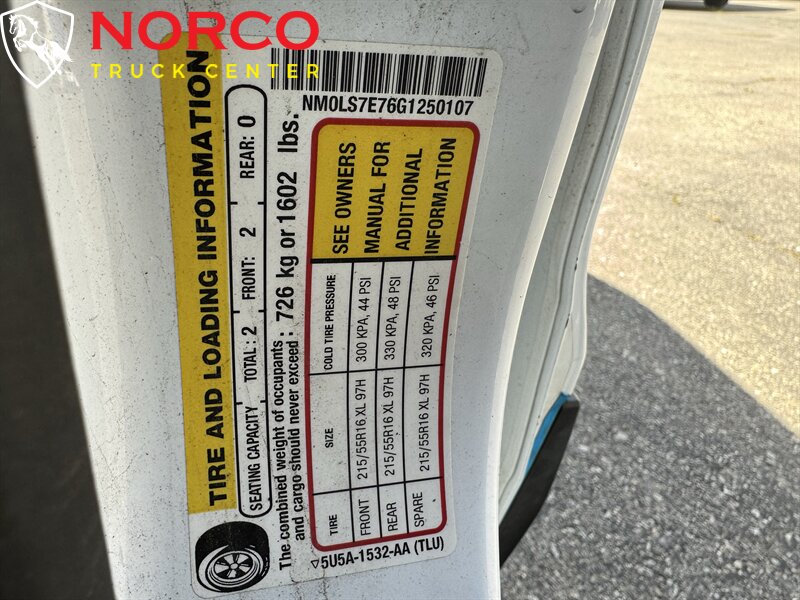 NORCO
TRUCK CENTER
TIRE AND LOADING INFORMATION
SEATING CAPACITY TOTAL: 2 FRONT: 2 REAR: 0
The combined weight of occupants
and cargo should never exceed : 726 kg or 1602 lbs.
TIRE SIZE COLD TIRE PRESSURE
FRONT 215/55R16 XL 97H 300 KPA, 44 PSI
REAR 215/55R16 XL 97H 330 KPA, 48 PSI
SPARE 215/55R16 XL 97H 320 KPA, 46 PSI
SEE OWNERS
MANUAL FOR
ADDITIONAL
INFORMATION
5U5A-1532-AA (TLU)
NM0LS7E76G1250107